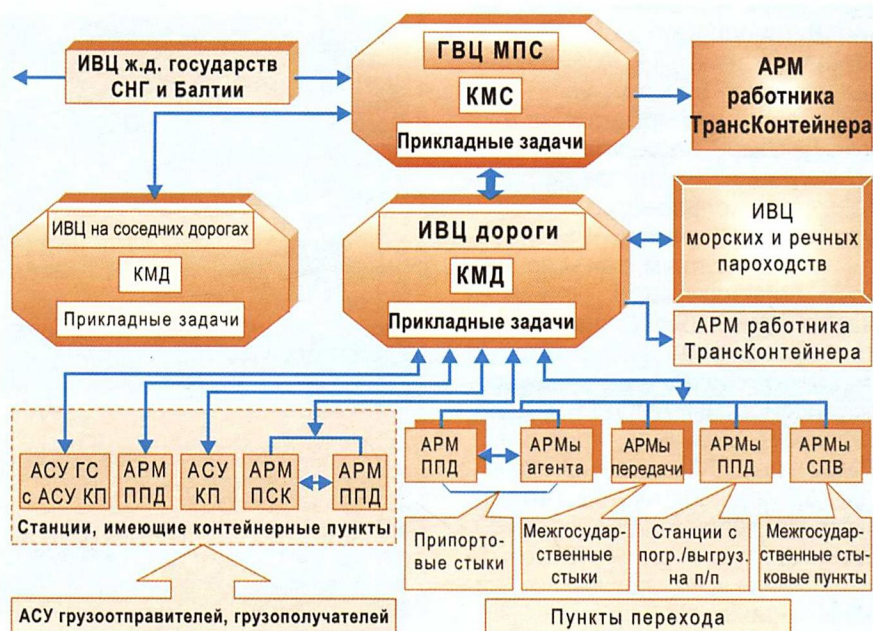 ИВЦ ж.д. государств
СНГ и Балтии
ГВЦ МПС
КМС
Прикладные задачи
АРМ
работника
ТрансКонтейнера
ИВЦ на соседних дорогах
КМД
Прикладные задачи
ИВЦ дороги
КМД
Прикладные задачи
ИВЦ
морских и речных
пароходств
АРМ работника
ТрансКонтейнера
АСУ ГС
с АСУ КП
АРМ
ППД
АСУ
КП
АРМ
ПСК
АРМ
ППД
Станции, имеющие контейнерные пункты
АСУ грузоотправителей, грузополучателей
АРМ
ППД
АРМы
агента
АРМы
передачи
АРМы
ППД
АРМы
СПВ
Припорто-
вые стыки
Межгосудар-
ственные
стыки
Станции с
погр./выгруз.
на п/п
Межгосудар-
ственные сты-
ковые пункты
Пункты перехода